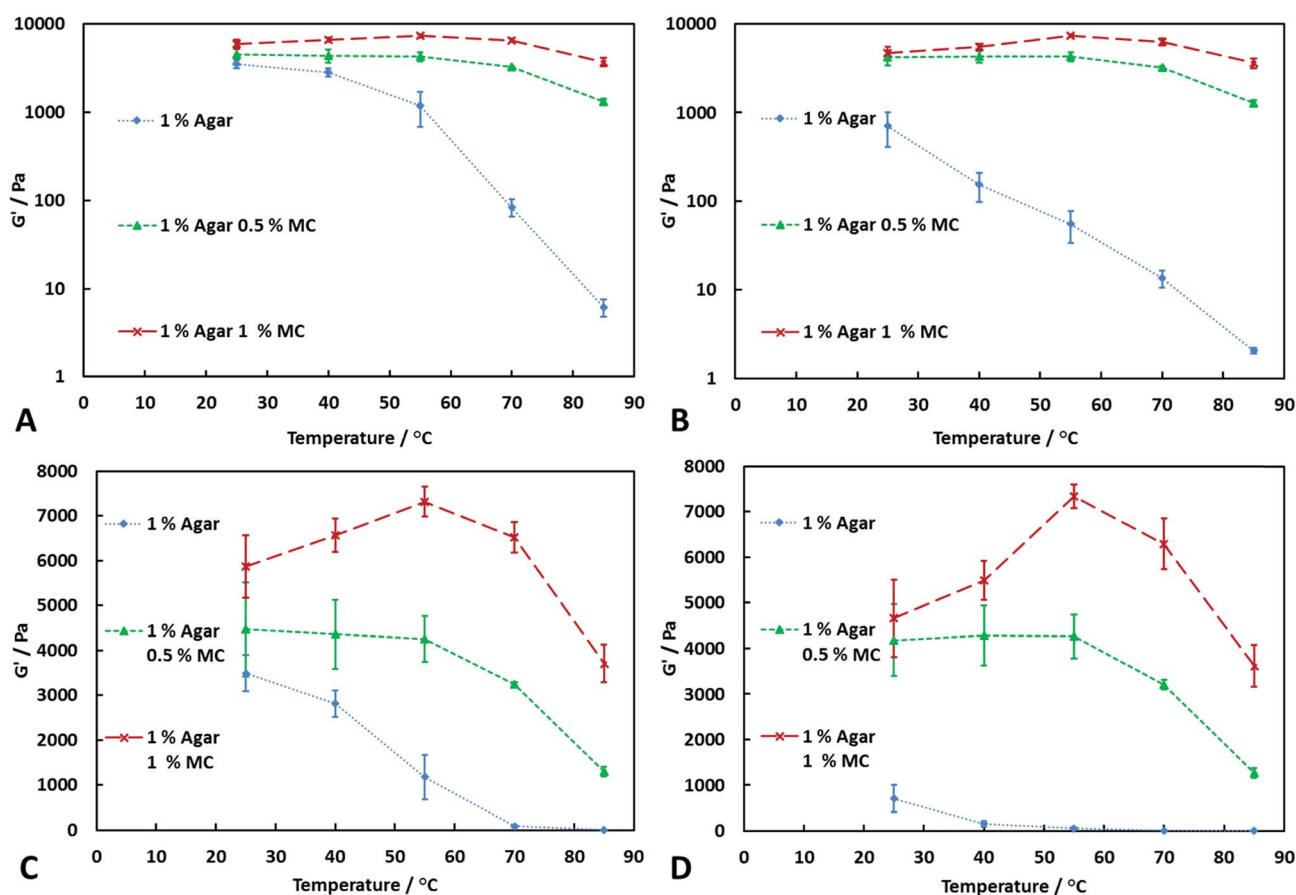 10000
1000
100
10
1
G' / Pa
1 % Agar
1 % Agar 0.5 % MC
1 % Agar 1 % MC
0 10 20 30 40 50 60 70 80 90
Temperature / °C
A
10000
1000
100
10
1
G' / Pa
1 % Agar
1 % Agar 0.5 % MC
1 % Agar 1 % MC
0 10 20 30 40 50 60 70 80 90
Temperature / °C
B
8000
7000
6000
5000
4000
3000
2000
1000
0
G' / Pa
1 % Agar
1 % Agar
0.5 % MC
1 % Agar
1 % MC
0 10 20 30 40 50 60 70 80 90
Temperature / °C
C
8000
7000
6000
5000
4000
3000
2000
1000
0
G' / Pa
1 % Agar
1 % Agar
0.5 % MC
1 % Agar
1 % MC
0 10 20 30 40 50 60 70 80 90
Temperature / °C
D